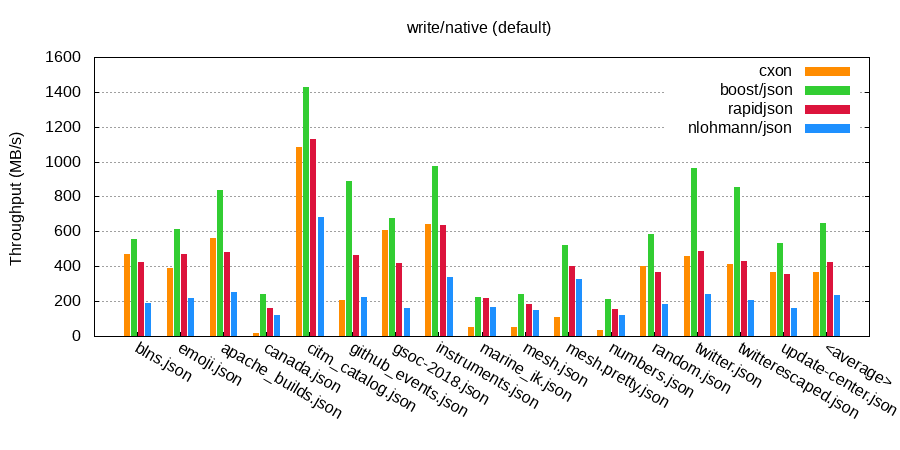 write/native (default)
Throughput (MB/s)
1600
1400
1200
1000
800
600
400
200
0
cxon
boost/json
rapidjson
nlohmann/json
blns.json
emoji.json
apache_builds.json
canada.json
citm_catalog.json
github_events.json
gsoc-2018.json
instruments.json
marine_ik.json
mesh.json
mesh.pretty.json
numbers.json
random.json
twitter.json
twitterescaped.json
update-center.json
<average>